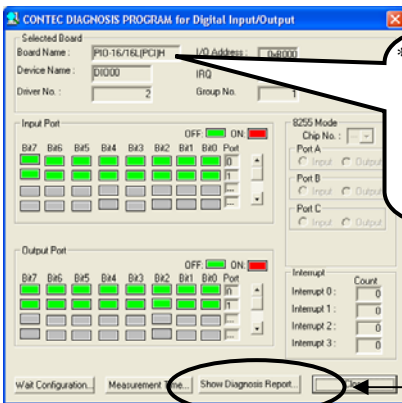 CONTEC DIAGNOSIS PROGRAM for Digital Input/Output
Selected Board
Board Name : PIO-16/16L(PCI)H I/O Address :
Device Name : DIO00 IRQ
Driver No. : 2 Group No. 1
*
Input Port
OFF: ON:
Bit7 Bit6 Bit5 Bit4 Bit3 Bit2 Bit1 Bit0 Port
0
1
8255 Mode
Chip No. :
Port A
Input Output
Port B
Input Output
Port C
Input Output
Output Port
OFF: ON:
Bit7 Bit6 Bit5 Bit4 Bit3 Bit2 Bit1 Bit0 Port
0
1
Interrupt
Count
Interrupt 0 : 0
Interrupt 1 : 0
Interrupt 2 : 0
Interrupt 3 : 0
Wait Configuration... Measurement Time... Show Diagnosis Report... Close